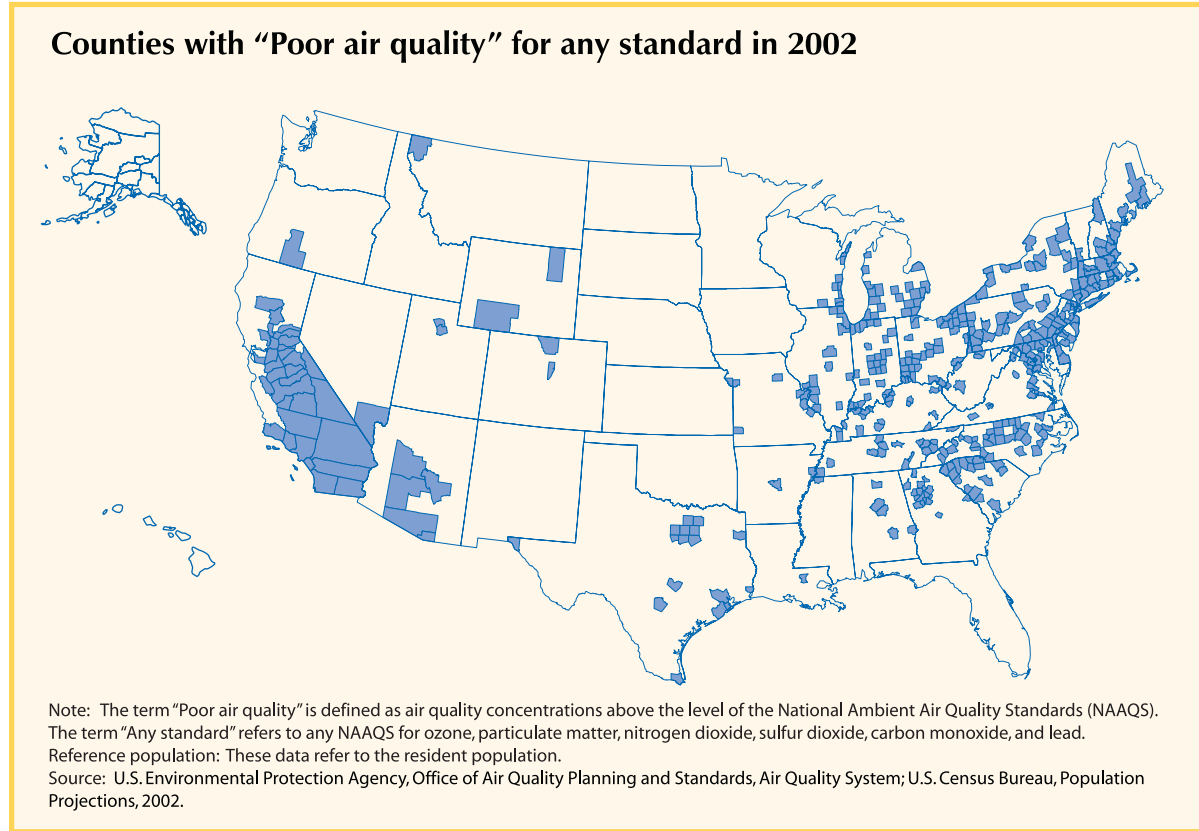 Counties with “Poor air quality” for any standard in 2002
Note: The term “Poor air quality” is defined as air quality concentrations above the level of the National Ambient Air Quality Standards (NAAQS).
The term “Any standard” refers to any NAAQS for ozone, particulate matter, nitrogen dioxide, sulfur dioxide, carbon monoxide, and lead.
Reference population: These data refer to the resident population.
Source: U.S. Environmental Protection Agency, Office of Air Quality Planning and Standards, Air Quality System; U.S. Census Bureau, Population
Projections, 2002.